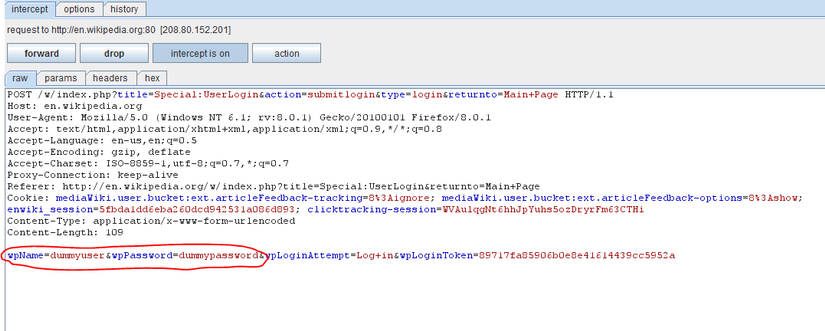 intercept options history
request to http://en.wikipedia.org:80 [208.80.152.201]
forward drop intercept is on action
raw params headers hex
POST /w/index.php?title=Special:UserLogin&action=submitlogin&type=login&returnto=Main+Page HTTP/1.1
Host: en.wikipedia.org
User-Agent: Mozilla/5.0 (Windows NT 6.1; rv:8.0.1) Gecko/20100101 Firefox/8.0.1
Accept: text/html,application/xhtml+xml,application/xml;q=0.9,*/*;q=0.8
Accept-Language: en-us,en;q=0.5
Accept-Encoding: gzip, deflate
Accept-Charset: ISO-8859-1,utf-8;q=0.7,*;q=0.7
Proxy-Connection: keep-alive
Referer: http://en.wikipedia.org/w/index.php?title=Special:UserLogin&returnto=Main+Page
Cookie: mediaWiki.user.bucket:ext.articleFeedback-tracking=8%3Aignore; mediaWiki.user.bucket:ext.articleFeedback-options=8%3Ashow;
enwiki_session=5fbda1dd6eba260dcd942531a086d893; clicktracking-session=WVAulqgNt6hhJpYuhs5ozDryrFm63CTHi
Content-Type: application/x-www-form-urlencoded
Content-Length: 109
wpName=dummyuser&wpPassword=dummypassword&wpLoginAttempt=Log+in&wpLoginToken=89717fa85906b0e8e41614439cc5952a